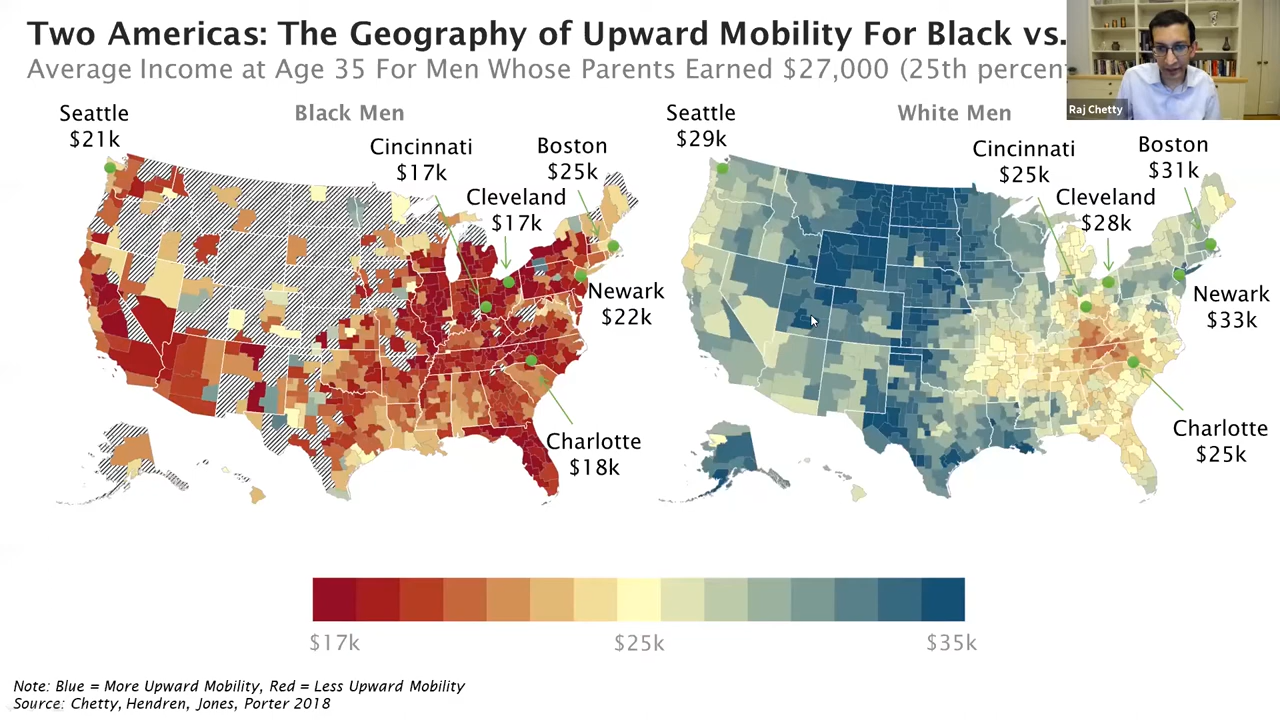 Two Americas: The Geography of Upward Mobility For Black vs.
Average Income at Age 35 For Men Whose Parents Earned $27,000 (25th
Raj Chetty
Black Men
Seattle
$21k
Cincinnati
$17k
Boston
$25k
Cleveland
$17k
Newark
$22k
Charlotte
$18k
White Men
Seattle
$29k
Cincinnati
$25k
Boston
$31k
Cleveland
$28k
Newark
$33k
Charlotte
$25k
$17k
$25k
$35k
Note: Blue = More Upward Mobility, Red = Less Upward Mobility
Source: Chetty, Hendren, Jones, Porter 2018